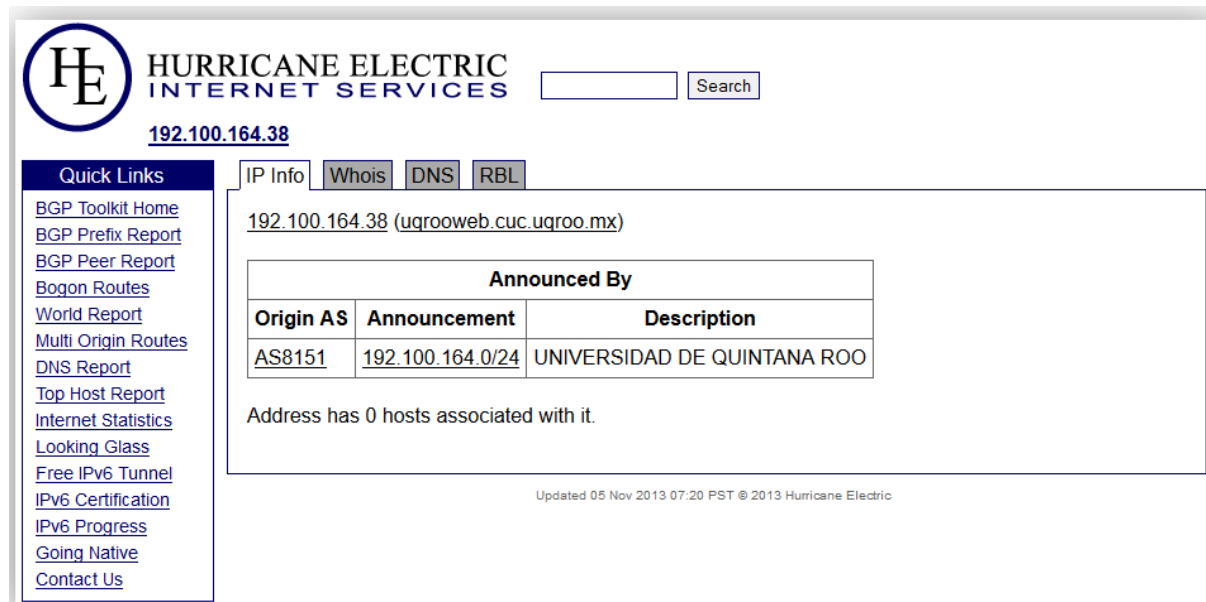 HE HURRICANE ELECTRIC
INTERNET SERVICES
Search
192.100.164.38
Quick Links
BGP Toolkit Home
BGP Prefix Report
BGP Peer Report
Bogon Routes
World Report
Multi Origin Routes
DNS Report
Top Host Report
Internet Statistics
Looking Glass
Free IPv6 Tunnel
IPv6 Certification
IPv6 Progress
Going Native
Contact Us
IP Info Whois DNS RBL
192.100.164.38 (uqrooweb.cuc.uqroo.mx)
Announced By
Origin AS Announcement Description
AS8151 192.100.164.0/24 UNIVERSIDAD DE QUINTANA ROO
Address has 0 hosts associated with it.
Updated 05 Nov 2013 07:20 PST © 2013 Hurricane Electric